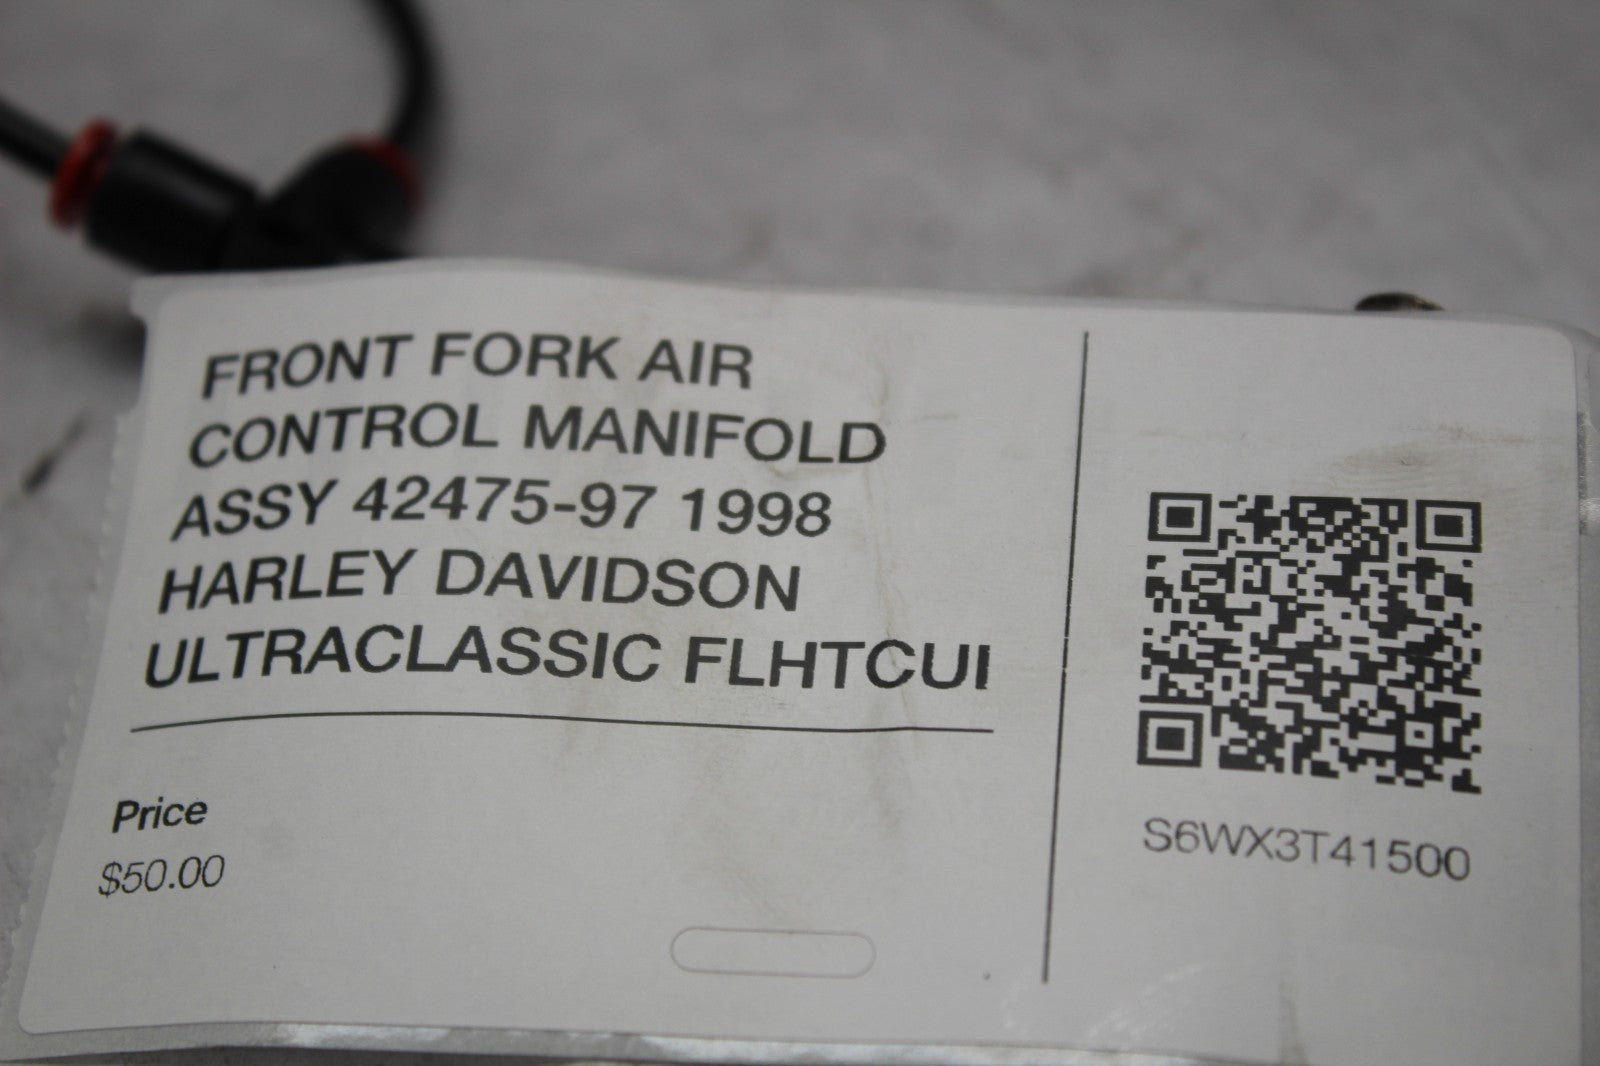 FRONT FORK AIR
CONTROL MANIFOLD
ASSY 42475-97 1998
HARLEY DAVIDSON
ULTRACLASSIC FLHTCUI
Price
$50.00
S6WX3T41500